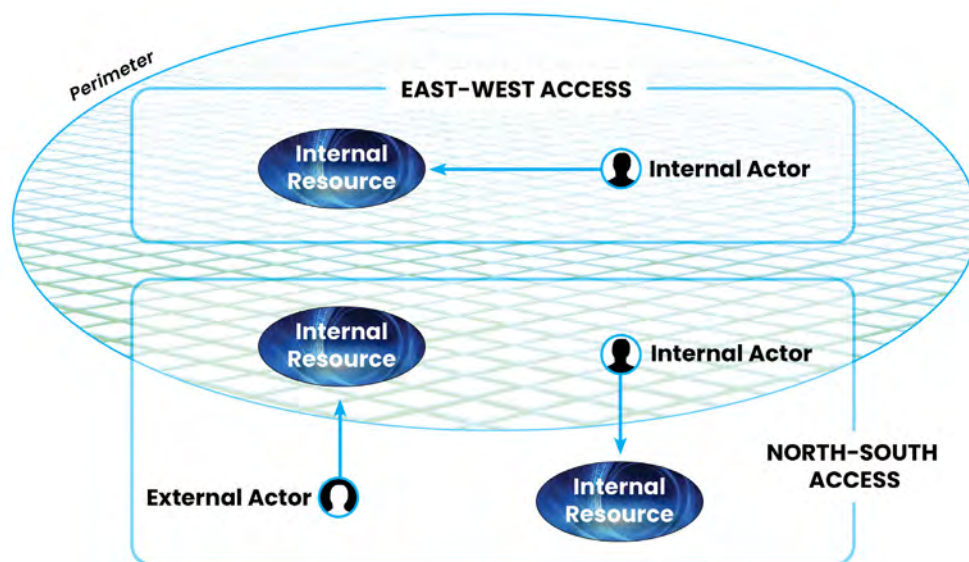 Perimeter
EAST-WEST ACCESS
Internal
Resource
Internal Actor
Internal
Resource
Internal Actor
External Actor
Internal
Resource
NORTH-SOUTH
ACCESS